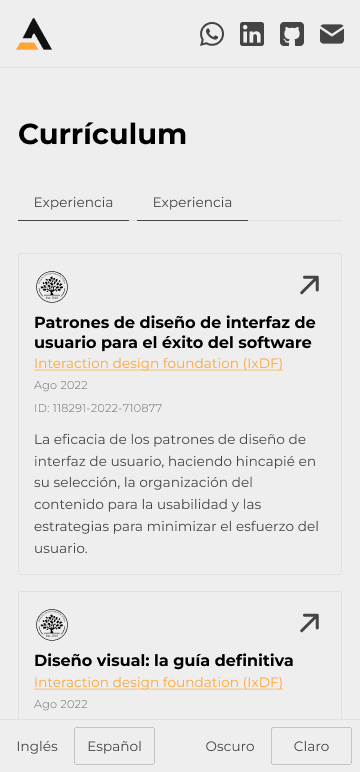 Currículum
Experiencia Experiencia
Patrones de diseño de interfaz de
usuario para el éxito del software
Interaction design foundation (IxDF)
Ago 2022
ID: 118291-2022-710877
La eficacia de los patrones de diseño de
interfaz de usuario, haciendo hincapié en
su selección, la organización del
contenido para la usabilidad y las
estrategias para minimizar el esfuerzo del
usuario.
Diseño visual: la guía definitiva
Interaction design foundation (IxDF)
Ago 2022
Inglés Español Oscuro Claro